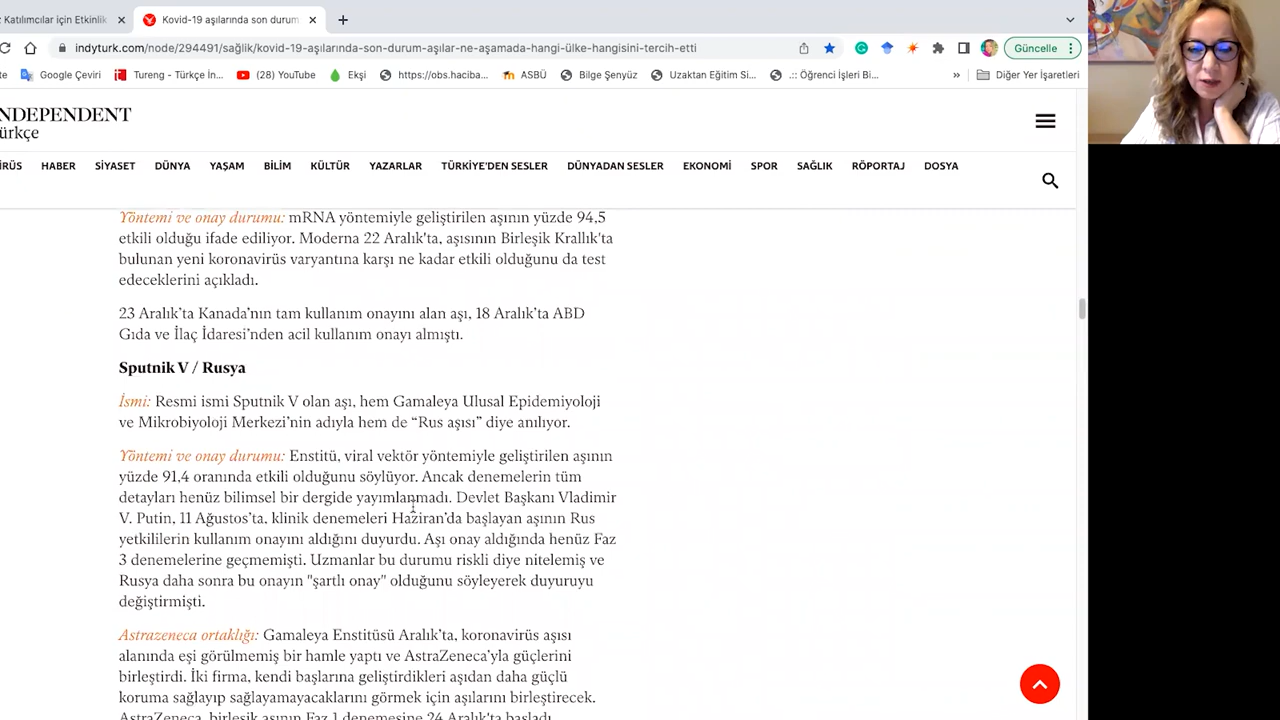 z Katılımcılar için Etkinlik
Kovid-19 aşılarında son durum
indyturk.com/node/294491/sağlık/kovid-19-aşılarında-son-durum-aşılar-ne-aşamada-hangi-ülke-hangisini-tercih-etti
Güncelle
te
Google Çeviri
Tureng - Türkçe İn...
(28) YouTube
Ekşi
https://obs.haciba...
ASBÜ
Bilge Şenyüz
Uzaktan Eğitim Si...
.:: Öğrenci İşleri Bi...
»
Diğer Yer İşaretleri
NDEPENDENT
ürkçe
İRÜS HABER SİYASET DÜNYA YAŞAM BİLİM KÜLTÜR YAZARLAR TÜRKİYE'DEN SESLER DÜNYADAN SESLER EKONOMİ SPOR SAĞLIK RÖPORTAJ DOSYA
Yöntemi ve onay durumu: mRNA yöntemiyle geliştirilen aşının yüzde 94,5
etkili olduğu ifade ediliyor. Moderna 22 Aralık't​a, aşısının Birleşik Krallık'ta
bulunan yeni koronavirüs varyantına karşı ne kadar etkili olduğunu da test
edeceklerini açıkladı.
23 Aralık’ta Kanada’nın tam kullanım onayını alan aşı, 18 Aralık’ta ABD
Gıda ve İlaç İdaresi’nden acil kullanım onayı almıştı.
Sputnik V / Rusya
İsmi: Resmi ismi Sputnik V olan aşı, hem Gamaleya Ulusal Epidemiyoloji
ve Mikrobiyoloji Merkezi’nin adıyla hem de “Rus aşısı” diye anılıyor.
Yöntemi ve onay durumu: Enstitü, viral vektör yöntemiyle geliştirilen aşının
yüzde 91,4 oranında etkili olduğunu söylüyor. Ancak denemelerin tüm
detayları henüz bilimsel bir dergide yayımlanmadı. Devlet Başkanı Vladimir
V. Putin, 11 Ağustos’ta, klinik denemeleri Haziran’da başlayan aşının Rus
yetkililerin kullanım onayını aldığını duyurdu. Aşı onay aldığında henüz Faz
3 denemelerine geçmemişti. Uzmanlar bu durumu riskli diye nitelemiş ve
Rusya daha sonra bu onayın "şartlı onay" olduğunu söyleyerek duyuruyu
değiştirmişti.
Astrazeneca ortaklığı: Gamaleya Enstitüsü Aralık’ta, koronavirüs aşısı
alanında eşi görülmemiş bir hamle yaptı ve AstraZeneca’yla güçlerini
birleştirdi. İki firma, kendi başlarına geliştirdikleri aşıdan daha güçlü
koruma sağlayıp sağlayamayacaklarını görmek için aşılarını birleştirecek.
AstraZeneca, birleşik aşının Faz 1 denemesine 24 Aralık'ta başladı.